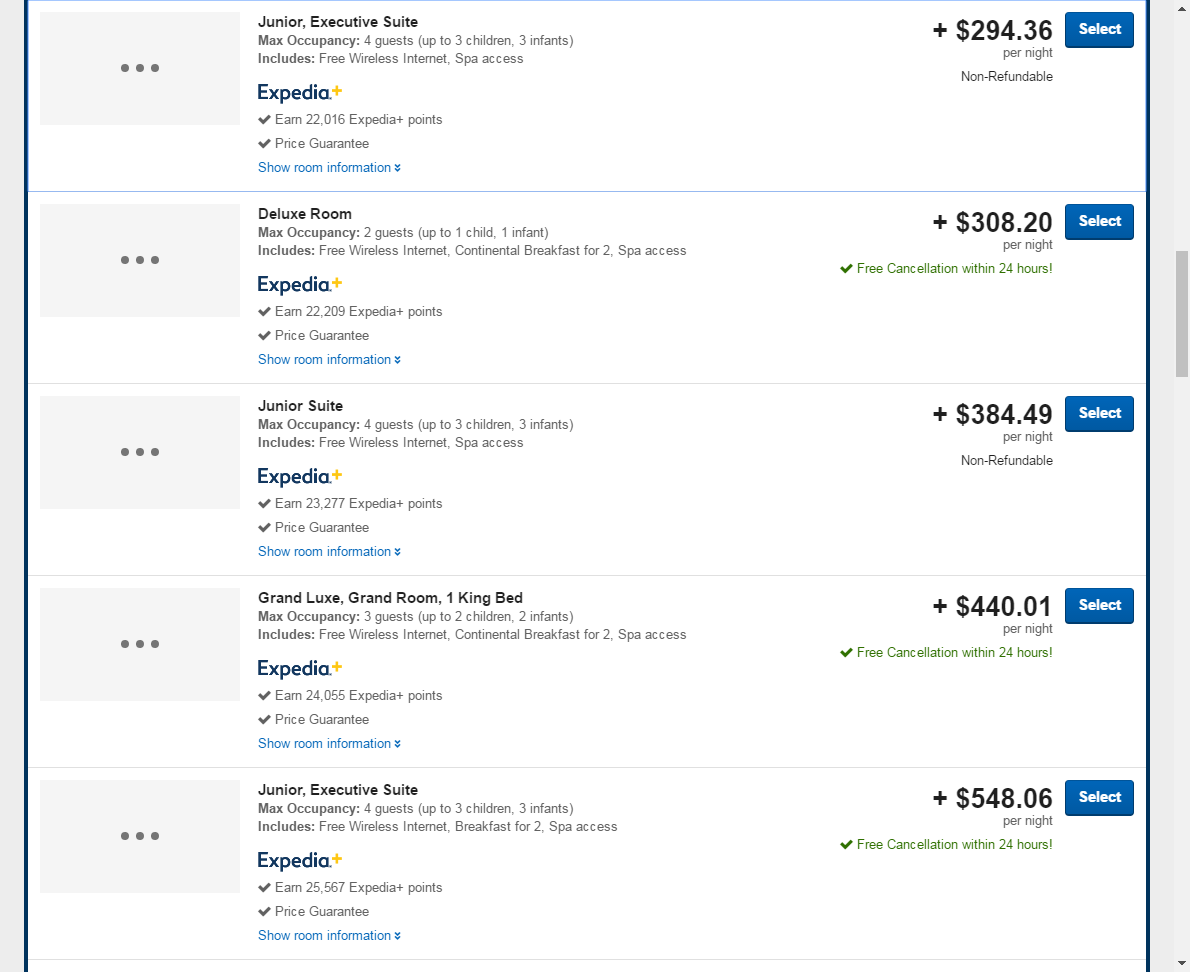 Junior, Executive Suite
Max Occupancy: 4 guests (up to 3 children, 3 infants)
Includes: Free Wireless Internet, Spa access
Expedia+
Earn 22,016 Expedia+ points
Price Guarantee
Show room information
+ $294.36
per night
Non-Refundable
Select
Deluxe Room
Max Occupancy: 2 guests (up to 1 child, 1 infant)
Includes: Free Wireless Internet, Continental Breakfast for 2, Spa access
Expedia+
Earn 22,209 Expedia+ points
Price Guarantee
Show room information
+ $308.20
per night
Free Cancellation within 24 hours!
Select
Junior Suite
Max Occupancy: 4 guests (up to 3 children, 3 infants)
Includes: Free Wireless Internet, Spa access
Expedia+
Earn 23,277 Expedia+ points
Price Guarantee
Show room information
+ $384.49
per night
Non-Refundable
Select
Grand Luxe, Grand Room, 1 King Bed
Max Occupancy: 3 guests (up to 2 children, 2 infants)
Includes: Free Wireless Internet, Continental Breakfast for 2, Spa access
Expedia+
Earn 24,055 Expedia+ points
Price Guarantee
Show room information
+ $440.01
per night
Free Cancellation within 24 hours!
Select
Junior, Executive Suite
Max Occupancy: 4 guests (up to 3 children, 3 infants)
Includes: Free Wireless Internet, Breakfast for 2, Spa access
Expedia+
Earn 25,567 Expedia+ points
Price Guarantee
Show room information
+ $548.06
per night
Free Cancellation within 24 hours!
Select